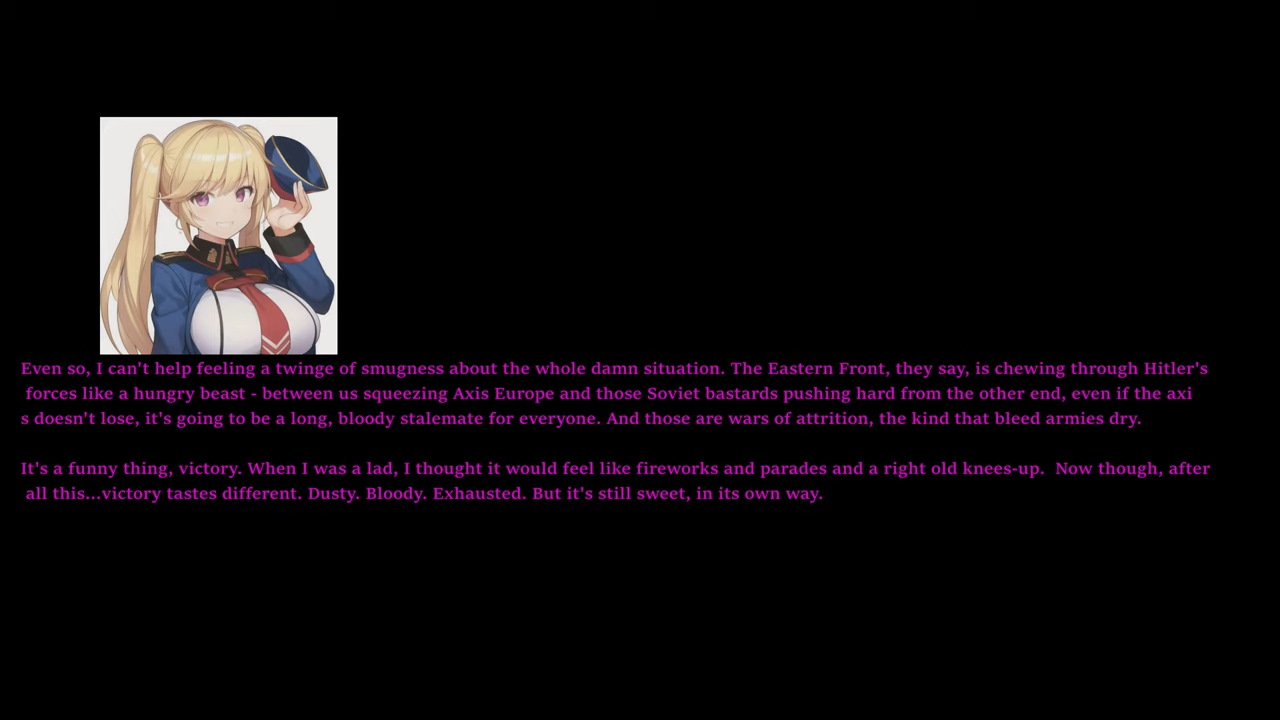 Even so, I can't help feeling a twinge of smugness about the whole damn situation. The Eastern Front, they say, is chewing through Hitler's
forces like a hungry beast - between us squeezing Axis Europe and those Soviet bastards pushing hard from the other end, even if the axi
s doesn't lose, it's going to be a long, bloody stalemate for everyone. And those are wars of attrition, the kind that bleed armies dry.
It's a funny thing, victory. When I was a lad, I thought it would feel like fireworks and parades and a right old knees-up.  Now though, after
all this...victory tastes different. Dusty. Bloody. Exhausted. But it's still sweet, in its own way.